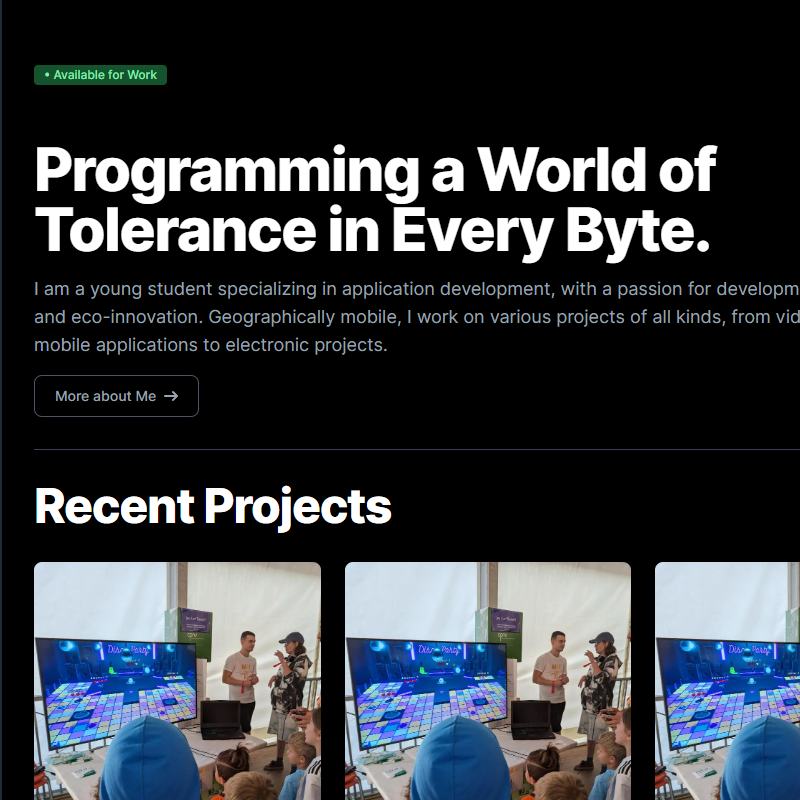 • Available for Work
Programming a World of
Tolerance in Every Byte.
I am a young student specializing in application development, with a passion for developm
and eco-innovation. Geographically mobile, I work on various projects of all kinds, from vid
mobile applications to electronic projects.
More about Me →
Recent Projects
Disco Party
Disco Party
Disco Party